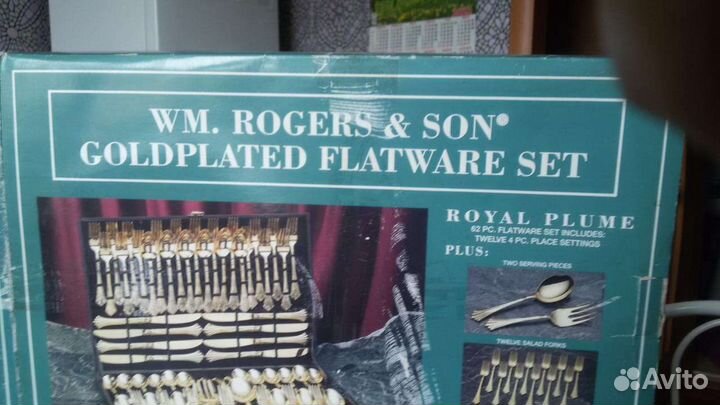 WM. ROGERS & SON®
GOLDPLATED FLATWARE SET
ROYAL PLUME
62 PC. FLATWARE SET INCLUDES:
TWELVE 4 PC. PLACE SETTINGS
PLUS:
TWO SERVING PIECES
TWELVE SALAD FORKS
Avito